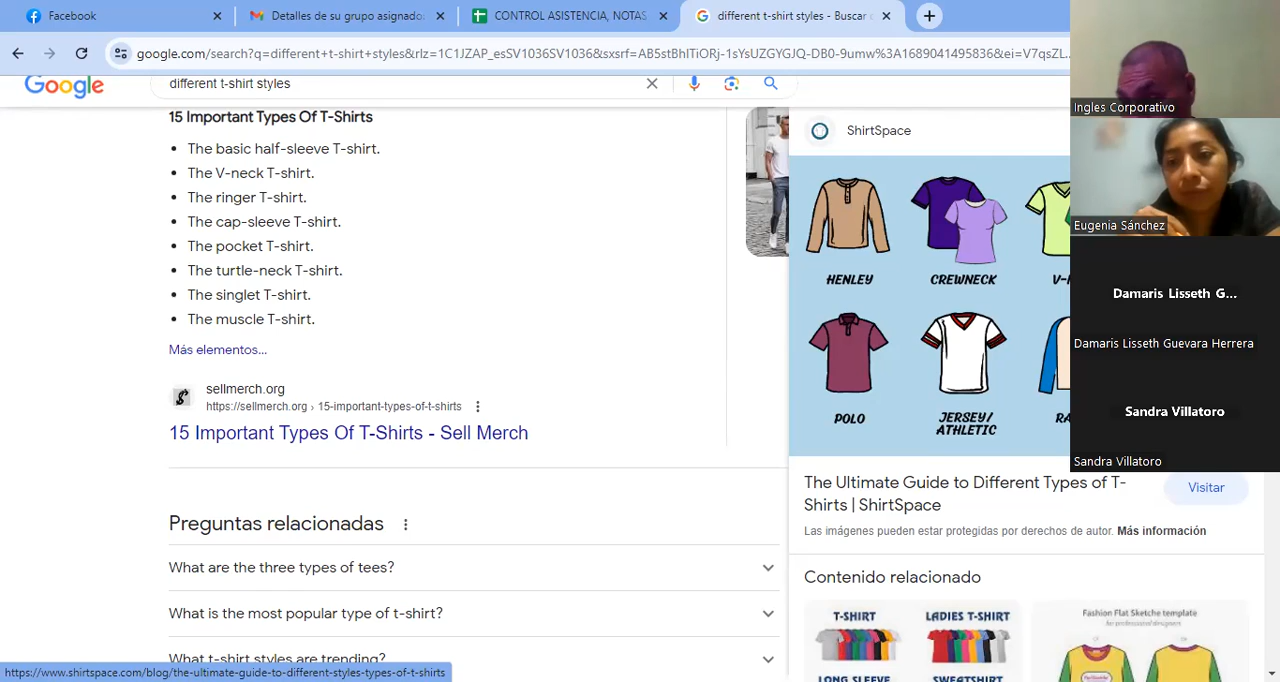 Facebook
Detalles de su grupo asignado:
CONTROL ASISTENCIA, NOTAS
different t-shirt styles - Buscar c
google.com/search?q=different+t-shirt+styles&rlz=1C1JZAP_esSV1036SV1036&sxsrf=AB5stBhITiORj-1sYsUZGYGJQ-DB0-9umw%3A1689041495836&ei=V7qsZL...
Google
different t-shirt styles
15 Important Types Of T-Shirts
The basic half-sleeve T-shirt.
The V-neck T-shirt.
The ringer T-shirt.
The cap-sleeve T-shirt.
The pocket T-shirt.
The turtle-neck T-shirt.
The singlet T-shirt.
The muscle T-shirt.
Más elementos...
sellmerch.org
https://sellmerch.org › 15-important-types-of-t-shirts
15 Important Types Of T-Shirts - Sell Merch
Preguntas relacionadas
What are the three types of tees?
What is the most popular type of t-shirt?
What t-shirt styles are trending?
https://www.shirtspace.com/blog/the-ultimate-guide-to-different-styles-types-of-t-shirts
ShirtSpace
HENLEY
CREWNECK
V-
POLO
JERSEY/
ATHLETIC
RA
The Ultimate Guide to Different Types of T-
Shirts | ShirtSpace
Visitar
Las imágenes pueden estar protegidas por derechos de autor. Más información
Contenido relacionado
T-SHIRT
LADIES T-SHIRT
LONG SLEEVE
SWEATSHIRT
Fashion Flat Sketche template
for professional designers
Ingles Corporativo
Eugenia Sánchez
Damaris Lisseth G...
Damaris Lisseth Guevara Herrera
Sandra Villatoro
Sandra Villatoro